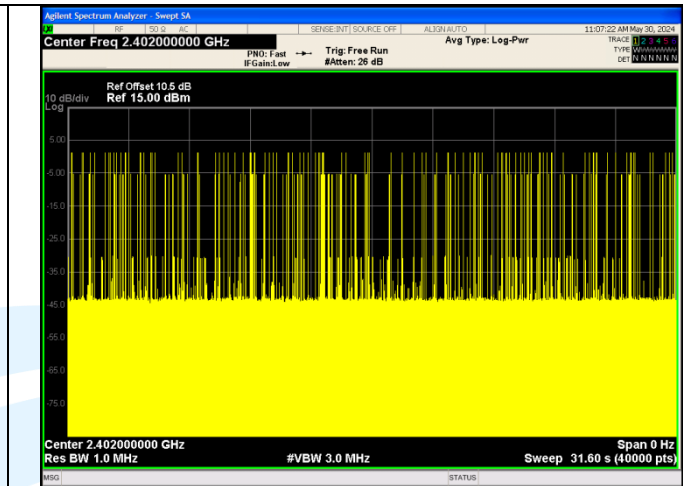 Agilent Spectrum Analyzer - Swept SA
RF 50 Ω AC SENSE:INT SOURCE OFF ALIGN AUTO 11:07:22 AM May 30, 2024
Center Freq 2.402000000 GHz
PNO: Fast
IFGain:Low
Trig: Free Run
#Atten: 26 dB
Avg Type: Log-Pwr
TRACE 1 2 3 4 5 6
TYPE W
DET N N N N N N
Ref Offset 10.5 dB
10 dB/div Ref 15.00 dBm
Log
5.00
-5.00
-15.0
-25.0
-35.0
-45.0
-55.0
-65.0
-75.0
Center 2.402000000 GHz Span 0 Hz
Res BW 1.0 MHz #VBW 3.0 MHz Sweep 31.60 s (40000 pts)
MSG STATUS